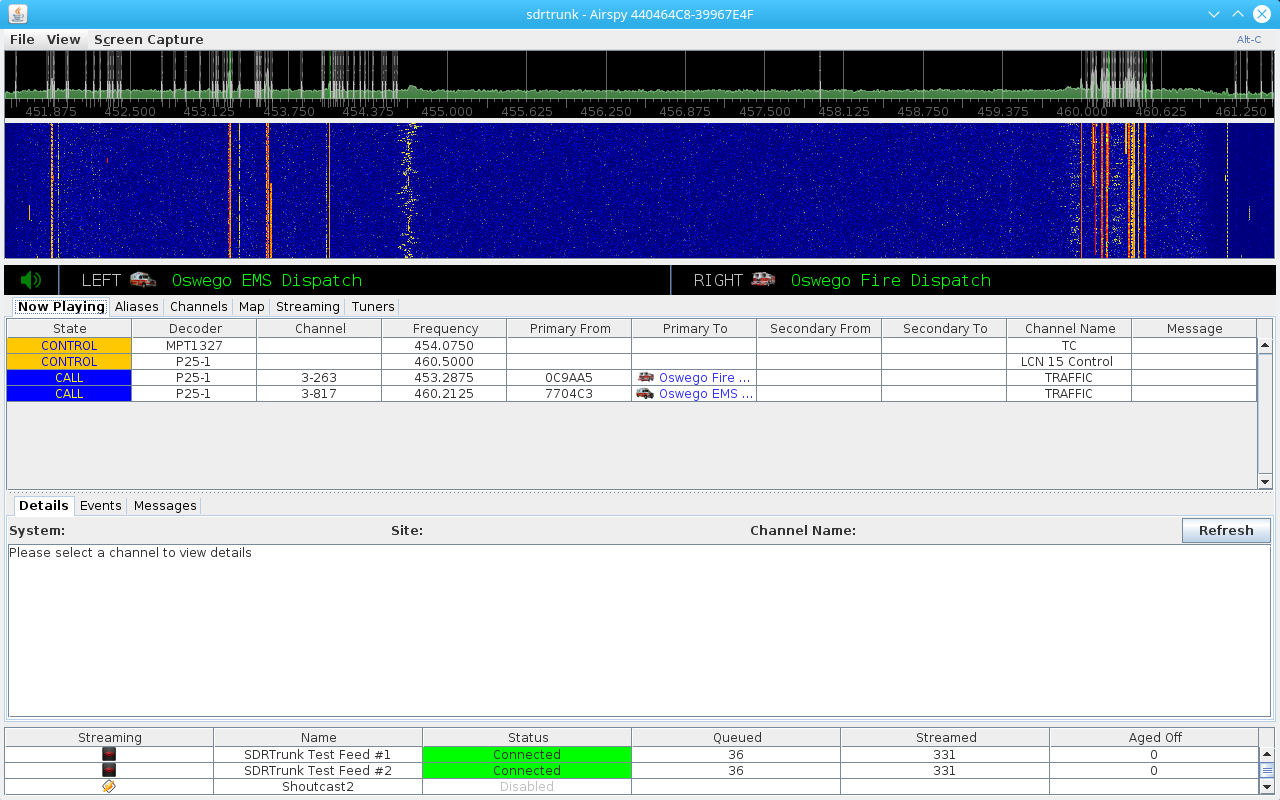 sdrtrunk - Airspy 440464C8-39967E4F
File View Screen Capture Alt-C
451.875 452.500 453.125 453.750 454.375 455.000 455.625 456.250 456.875 457.500 458.125 458.750 459.375 460.000 460.625 461.250
LEFT Oswego EMS Dispatch RIGHT Oswego Fire Dispatch
Now Playing Aliases Channels Map Streaming Tuners
State Decoder Channel Frequency Primary From Primary To Secondary From Secondary To Channel Name Message
CONTROL MPT1327 454.0750 TC
CONTROL P25-1 460.5000 LCN 15 Control
CALL P25-1 3-263 453.2875 0C9AA5 Oswego Fire ... TRAFFIC
CALL P25-1 3-817 460.2125 7704C3 Oswego EMS ... TRAFFIC
Details Events Messages
System: Site: Channel Name: Refresh
Please select a channel to view details
Streaming Name Status Queued Streamed Aged Off
SDRTrunk Test Feed #1 Connected 36 331 0
SDRTrunk Test Feed #2 Connected 36 331 0
Shoutcast2 Disabled